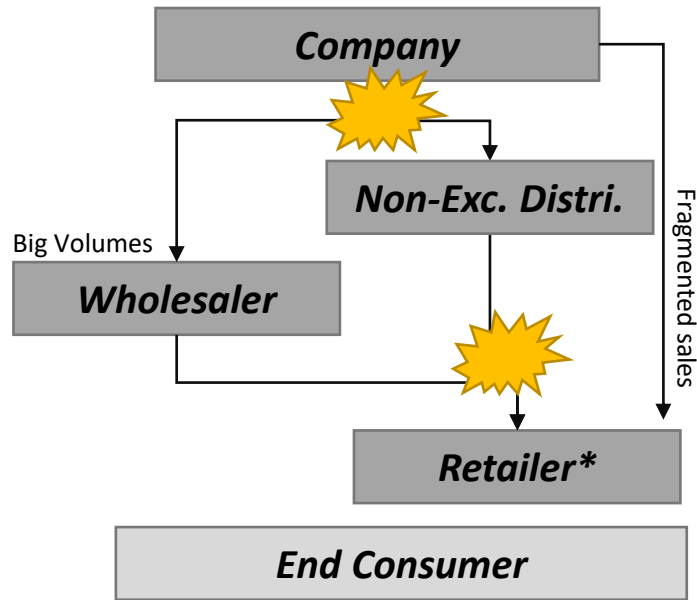 Company
Non-Exc. Distri.
Big Volumes
Wholesaler
Fragmented sales
Retailer*
End Consumer